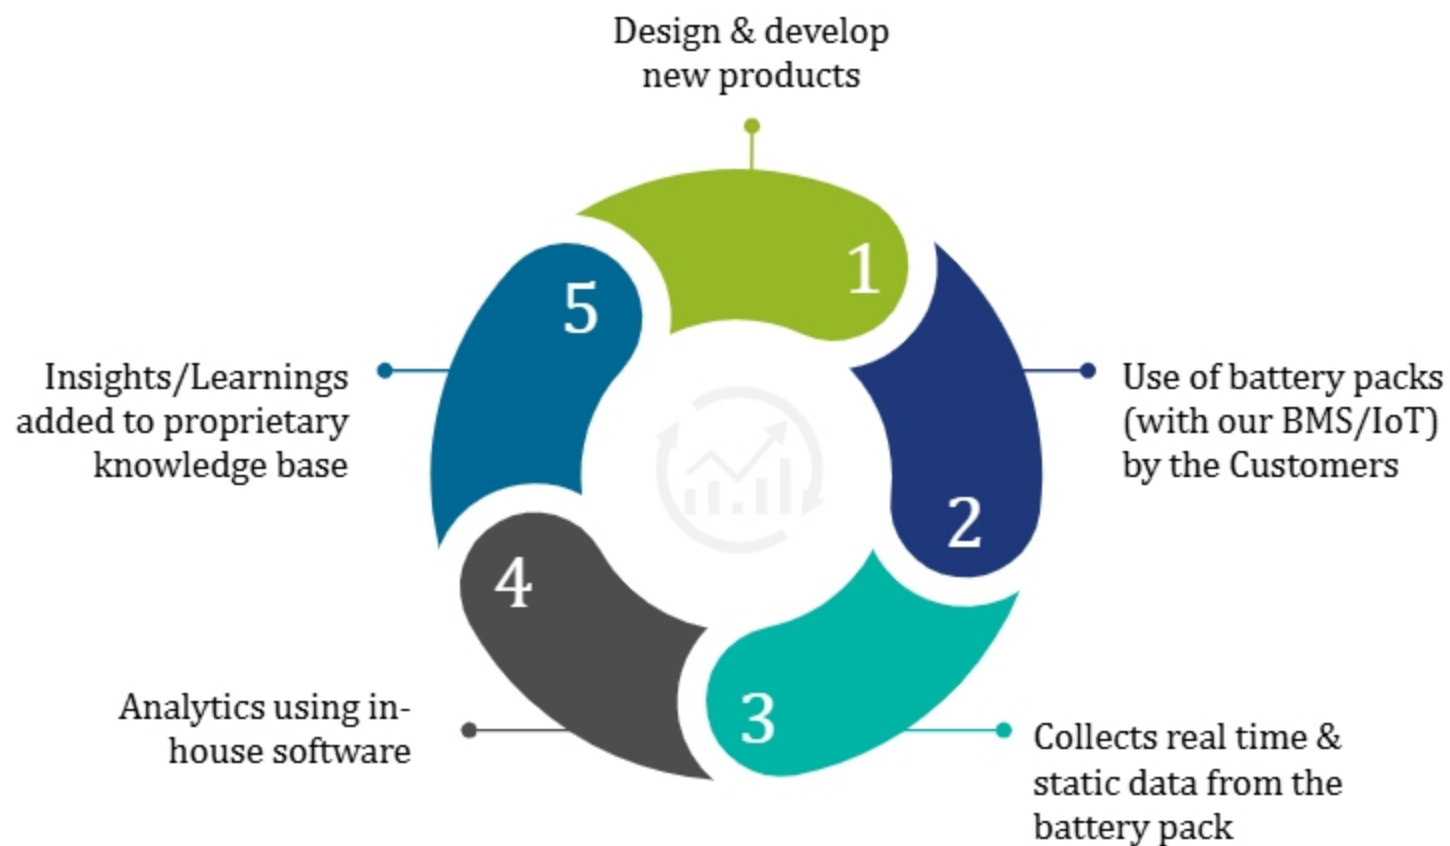 Design & develop
new products
1
2
Use of battery packs
(with our BMS/IoT)
by the Customers
3
Collects real time &
static data from the
battery pack
4
Analytics using in-
house software
5
Insights/Learnings
added to proprietary
knowledge base